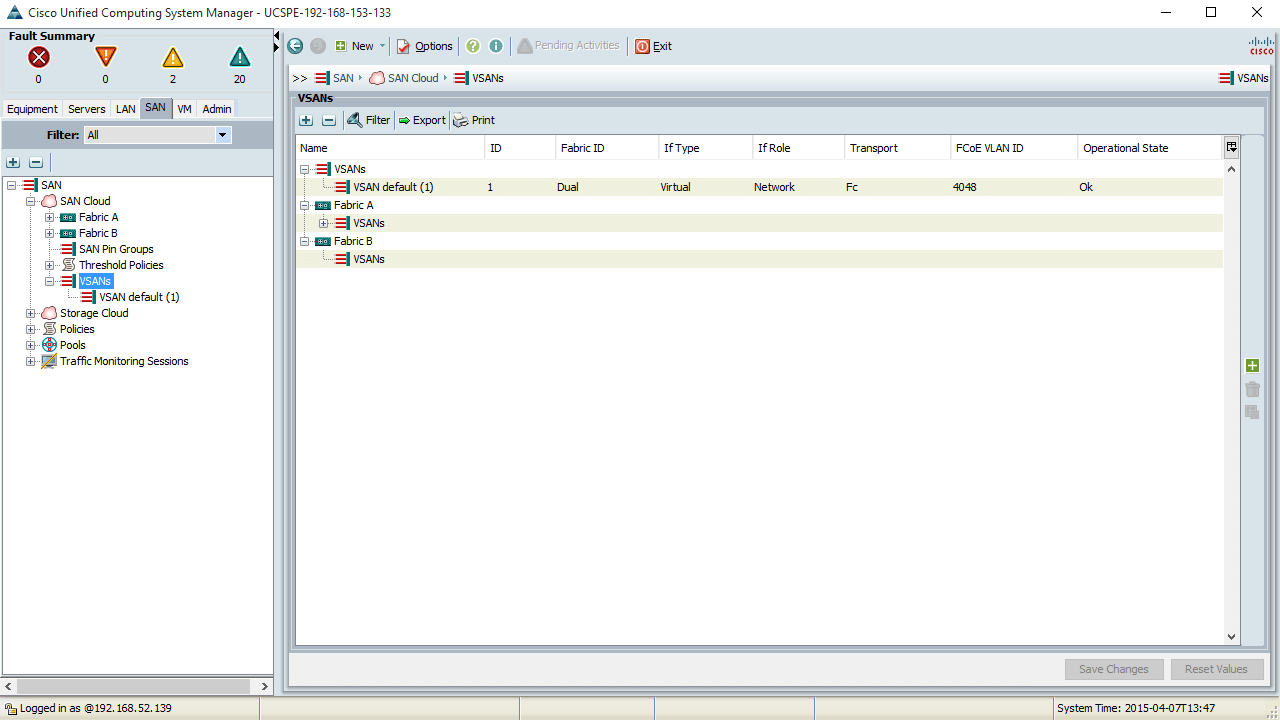 Cisco Unified Computing System Manager - UCSPE-192-168-153-133
Fault Summary
0 0 2 20
Equipment Servers LAN SAN VM Admin
Filter: All
SAN
SAN Cloud
Fabric A
Fabric B
SAN Pin Groups
Threshold Policies
VSANs
VSAN default (1)
Storage Cloud
Policies
Pools
Traffic Monitoring Sessions
New Options ? i Pending Activities Exit
CISCO
>> SAN SAN Cloud VSANs VSANs
VSANs
Filter Export Print
Name ID Fabric ID If Type If Role Transport FCoE VLAN ID Operational State
VSANs
VSAN default (1) 1 Dual Virtual Network Fc 4048 Ok
Fabric A
VSANs
Fabric B
VSANs
Save Changes Reset Values
Logged in as @192.168.52.139 System Time: 2015-04-07T13:47